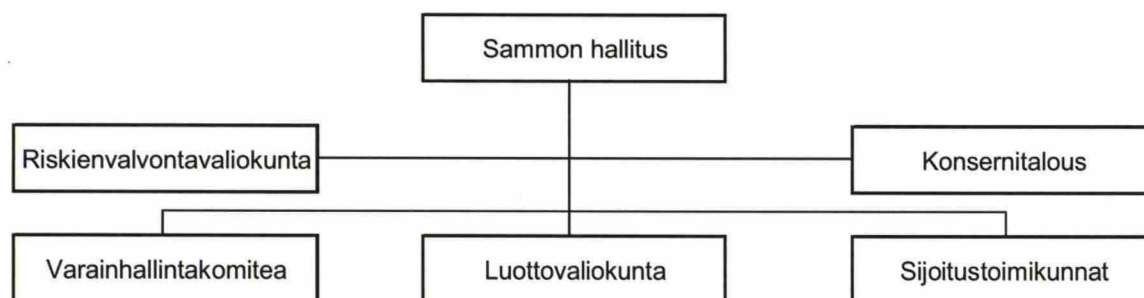 Sammon hallitus
Riskienvalvontavaliokunta
Konsernitalous
Varainhallintakomitea
Luottovaliokunta
Sijoitustoimikunnat